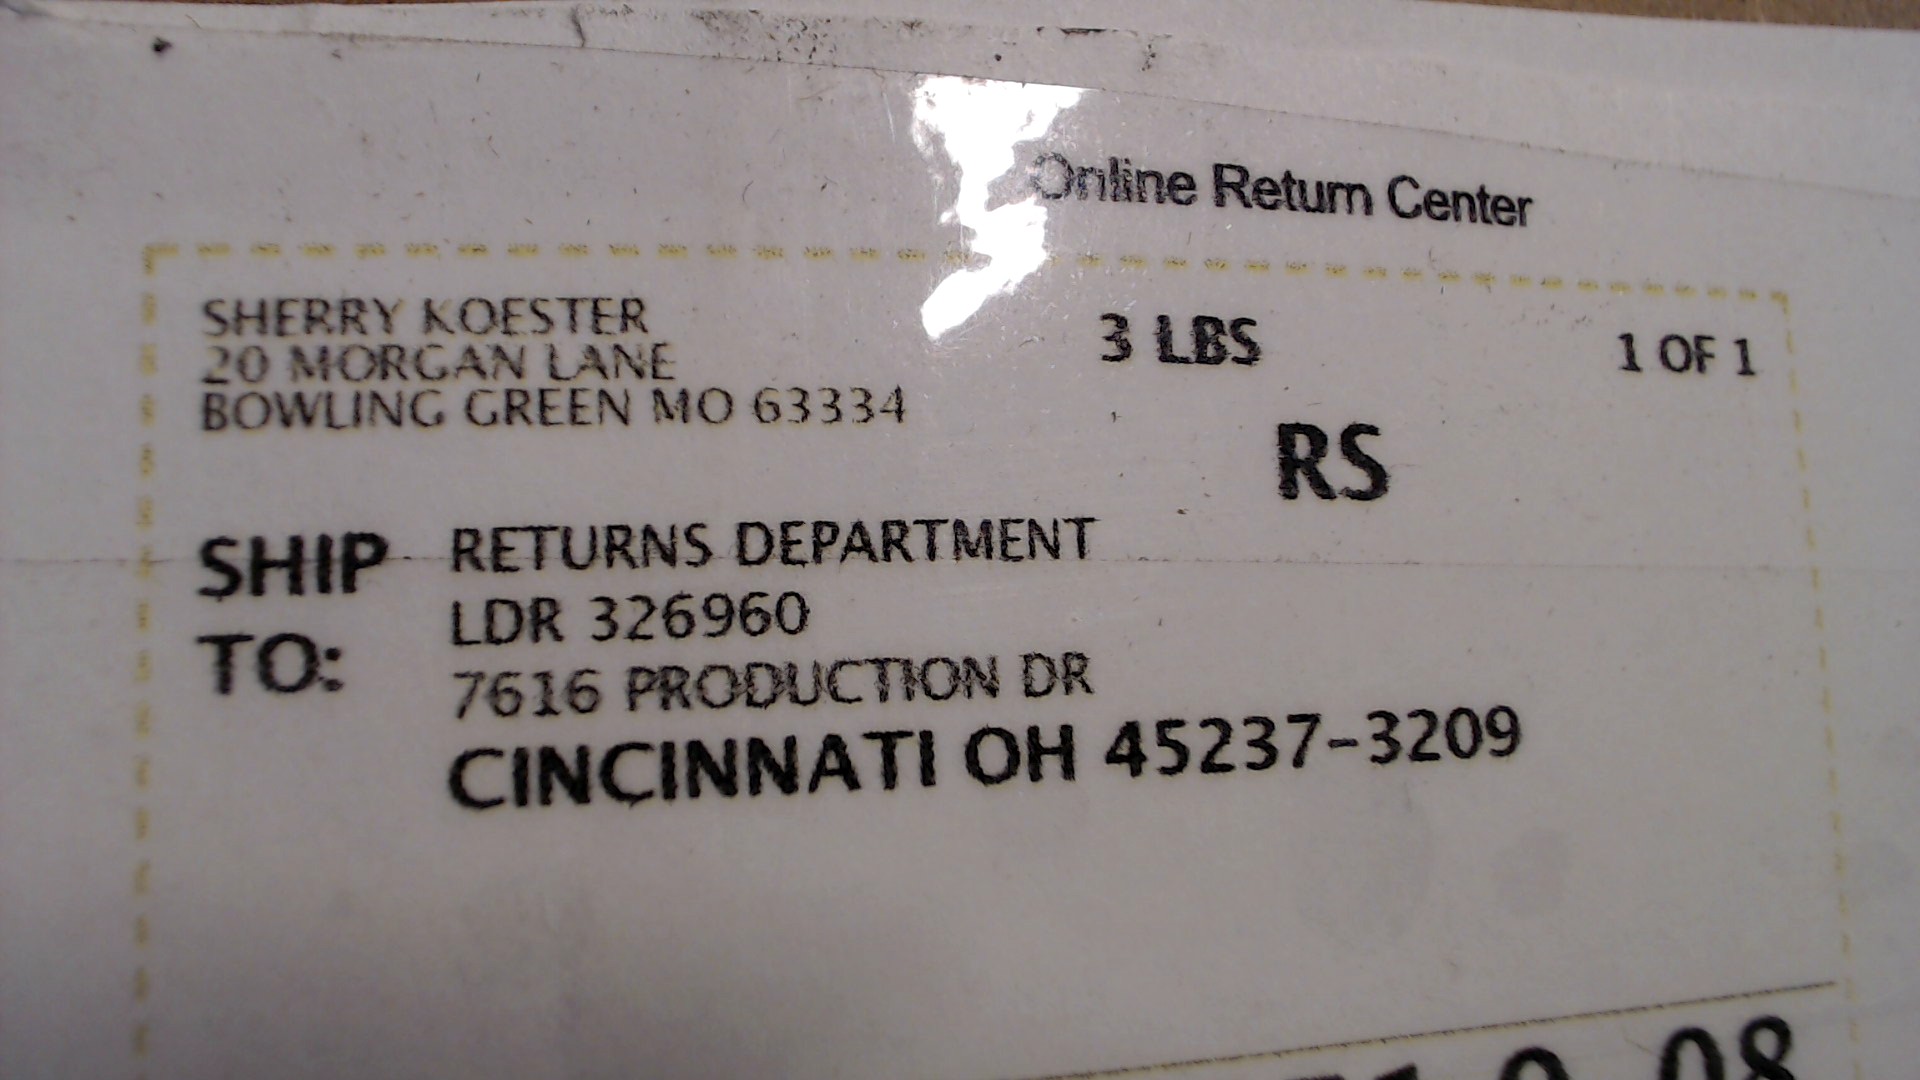 Online Return Center
SHERRY KOESTER
20 MORGAN LANE
BOWLING GREEN MO 63334
3 LBS
1 OF 1
RS
SHIP TO:
RETURNS DEPARTMENT
LDR 326960
7616 PRODUCTION DR
CINCINNATI OH 45237-3209